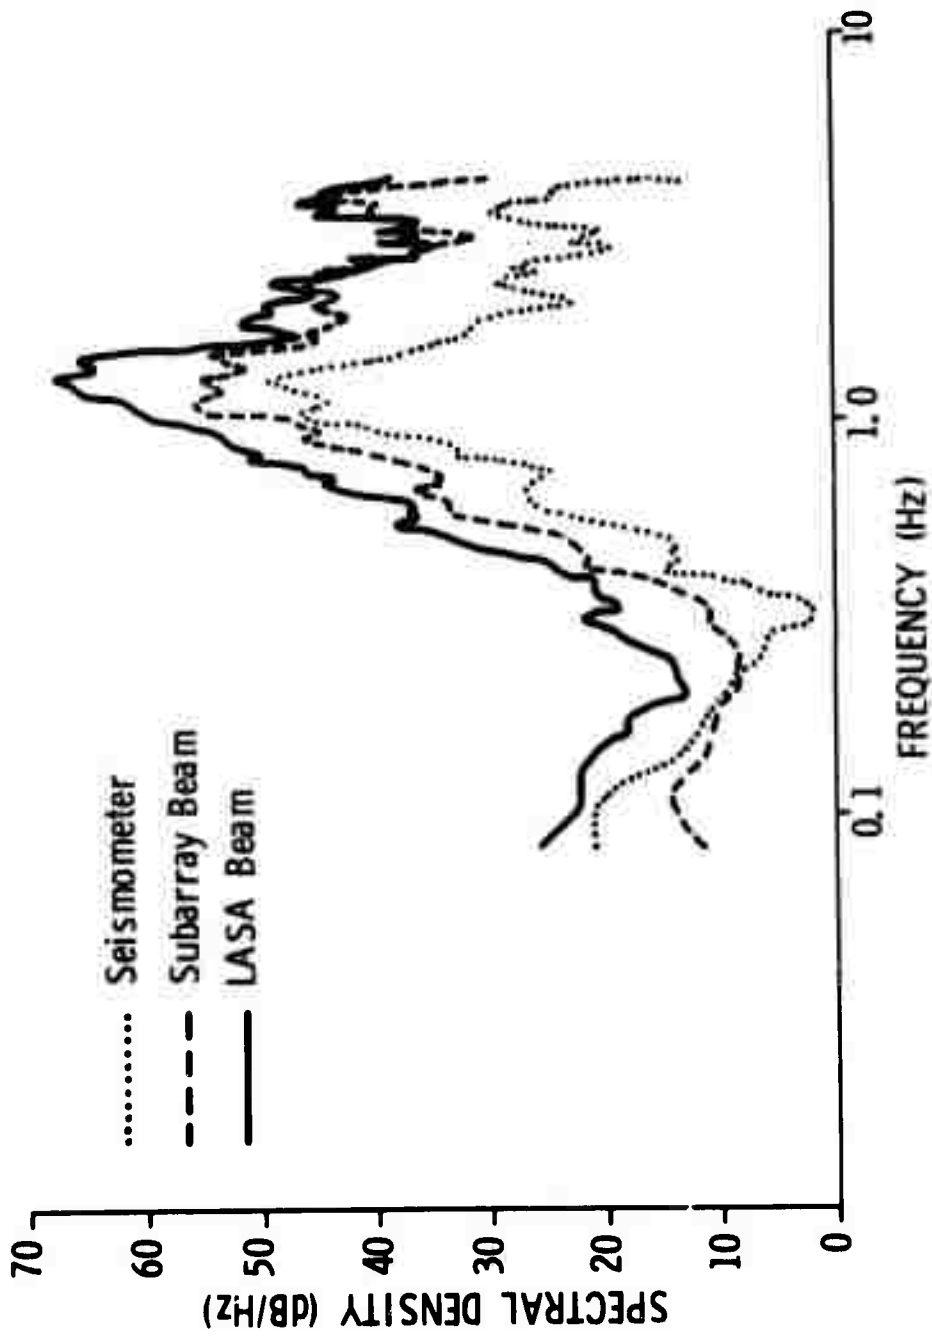 Seismometer
Subarray Beam
LASA Beam
SPECTRAL DENSITY (dB/Hz)
70
60
50
40
30
20
10
0
0.1
1.0
10
FREQUENCY (Hz)